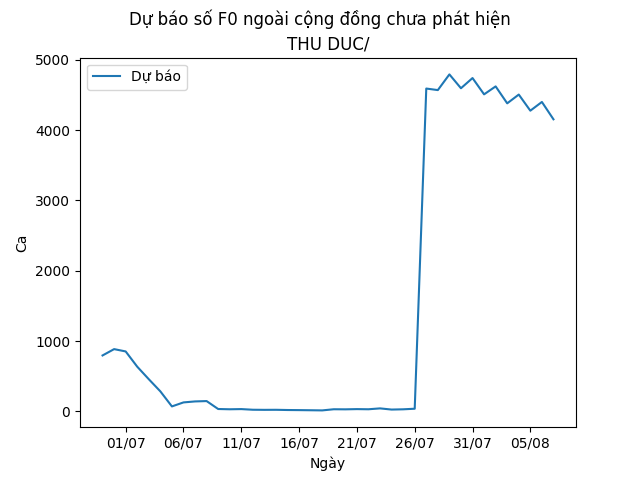 Dự báo số F0 ngoài cộng đồng chưa phát hiện
THU DUC/
Dự báo
5000
4000
3000
2000
1000
0
Ca
01/07 06/07 11/07 16/07 21/07 26/07 31/07 05/08
Ngày